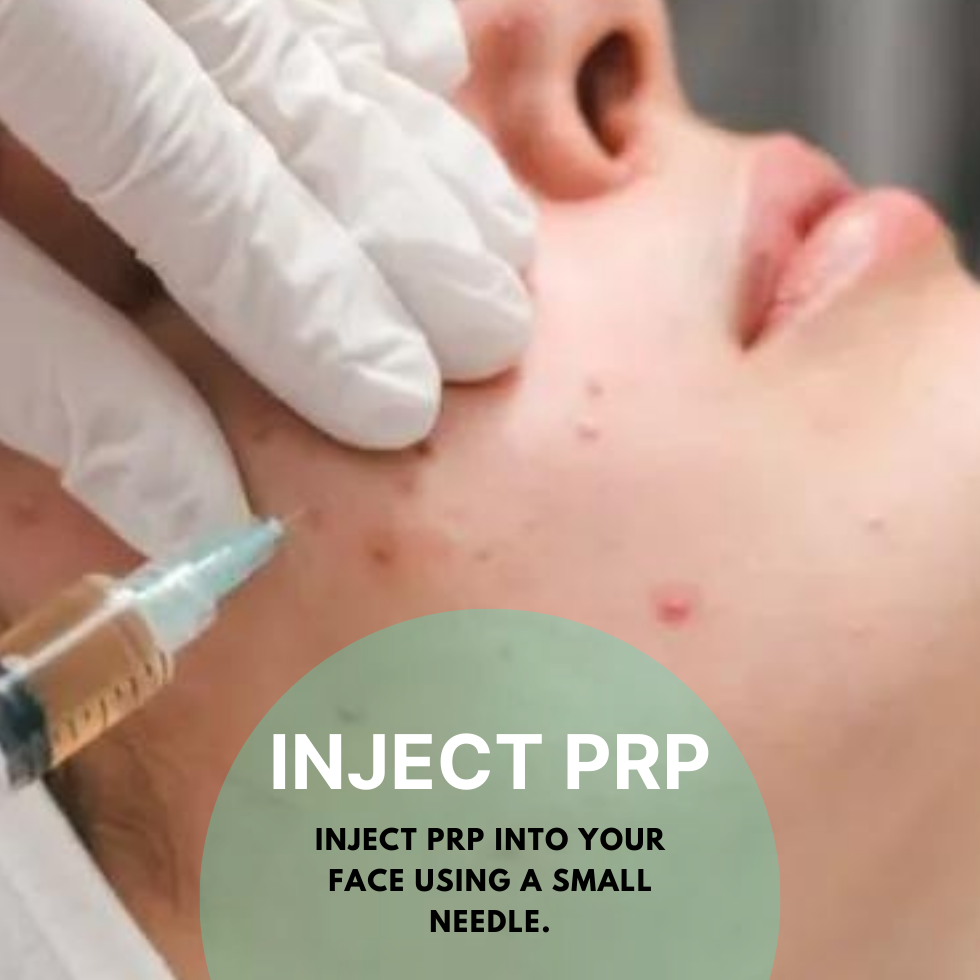 INJECT PRP
INJECT PRP INTO YOUR
FACE USING A SMALL
NEEDLE.